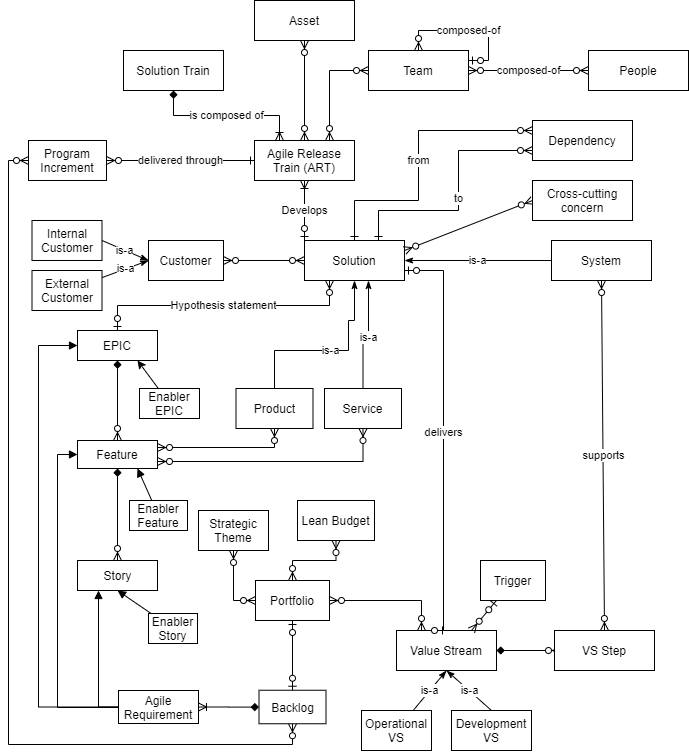 Asset
composed-of
Solution Train
Team
composed-of
People
is composed of
Program
Increment
delivered through
Agile Release
Train (ART)
Dependency
from
to
Cross-cutting
concern
Develops
Internal
Customer
is-a
is-a
External
Customer
Customer
Solution
is-a
System
Hypothesis statement
EPIC
is-a
is-a
Enabler
EPIC
Product
Service
delivers
Feature
supports
Enabler
Feature
Strategic
Theme
Lean Budget
Story
Trigger
Portfolio
Enabler
Story
Value Stream
VS Step
is-a
is-a
Agile
Requirement
Backlog
Operational
VS
Development
VS